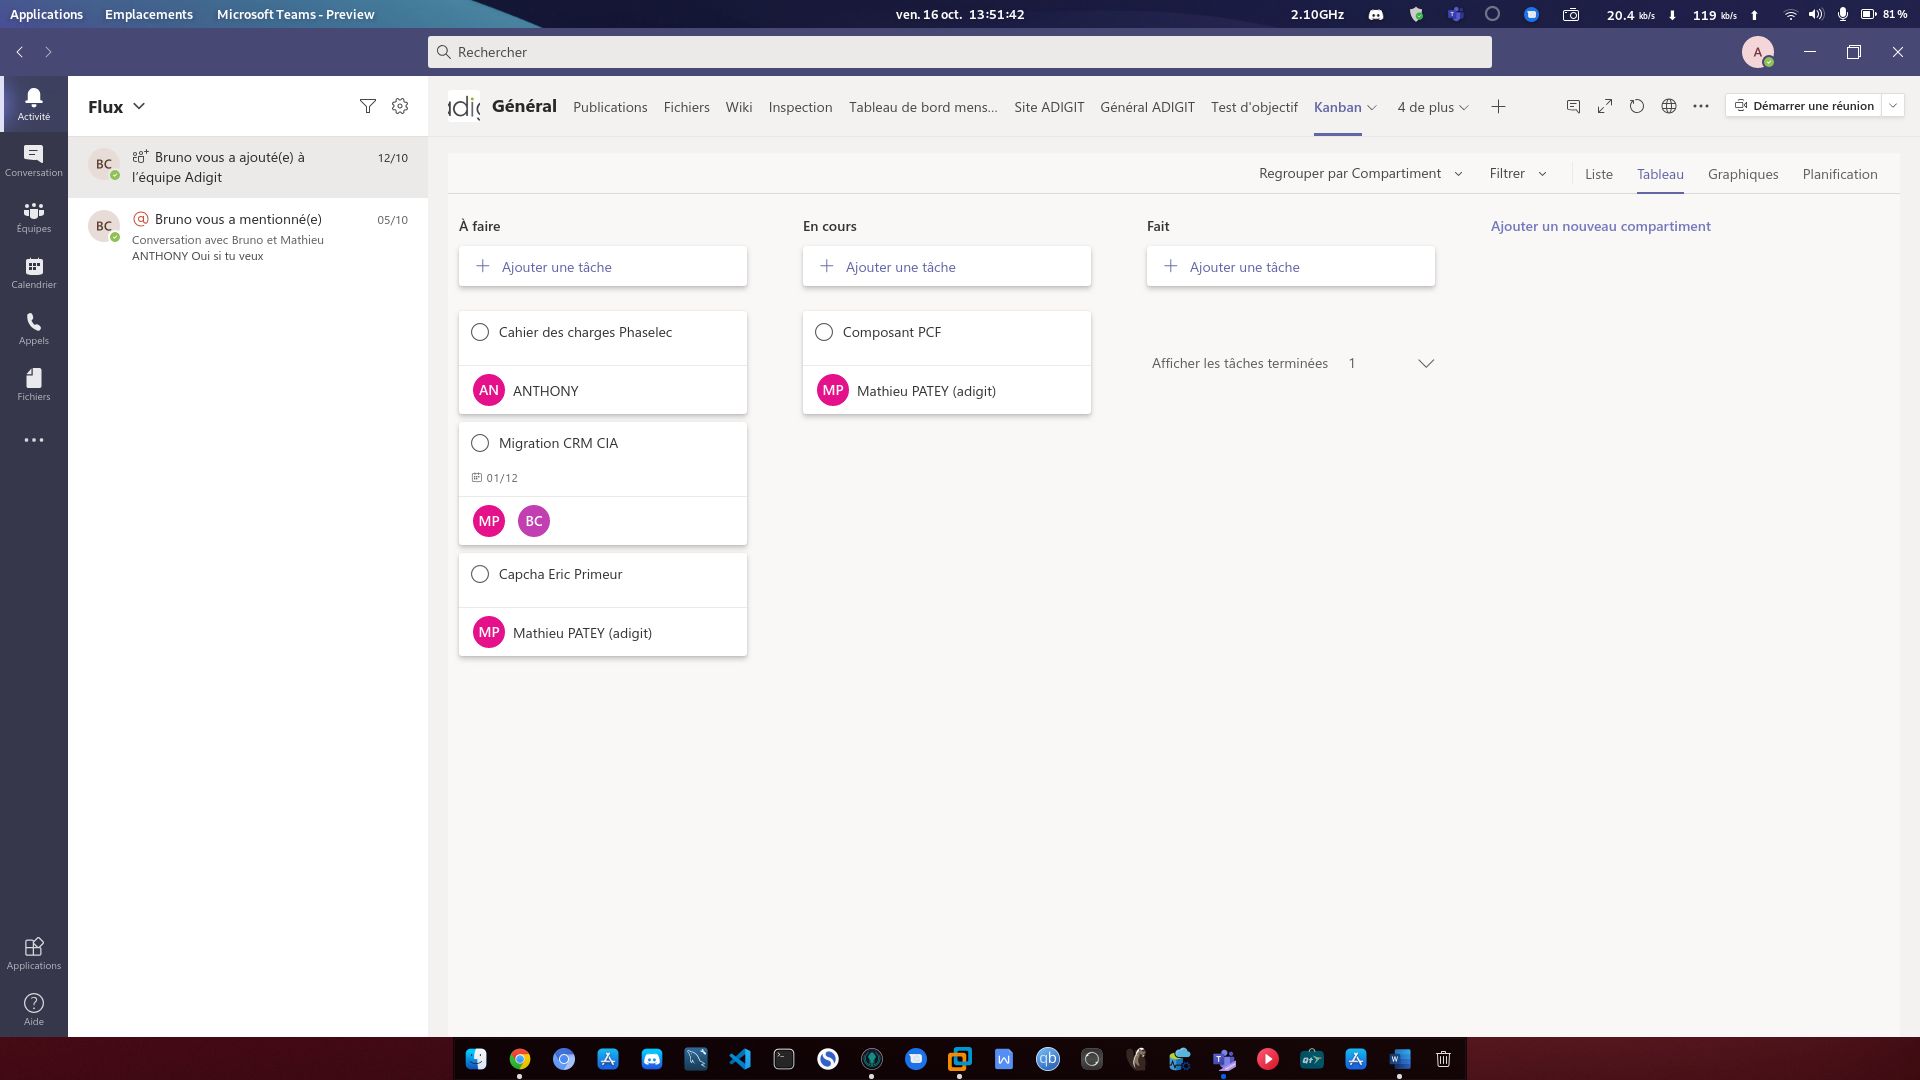 Applications Emplacements Microsoft Teams - Preview ven. 16 oct. 13:51:42 2.10GHz 20.4 kb/s 119 kb/s 81 %
Rechercher
A
Démarrer une réunion
Activité
Conversation
Équipes
Calendrier
Appels
Fichiers
Applications
Aide
Flux
BC
Bruno vous a ajouté(e) à 12/10
l'équipe Adigit
BC
Bruno vous a mentionné(e) 05/10
Conversation avec Bruno et Mathieu
ANTHONY Oui si tu veux
adig Général Publications Fichiers Wiki Inspection Tableau de bord mens... Site ADIGIT Général ADIGIT Test d'objectif Kanban 4 de plus
Regrouper par Compartiment Filtrer Liste Tableau Graphiques Planification
À faire
Ajouter une tâche
Cahier des charges Phaselec
AN ANTHONY
Migration CRM CIA
01/12
MP BC
Capcha Eric Primeur
MP Mathieu PATEY (adigit)
En cours
Ajouter une tâche
Composant PCF
MP Mathieu PATEY (adigit)
Fait
Ajouter une tâche
Afficher les tâches terminées 1
Ajouter un nouveau compartiment
qb